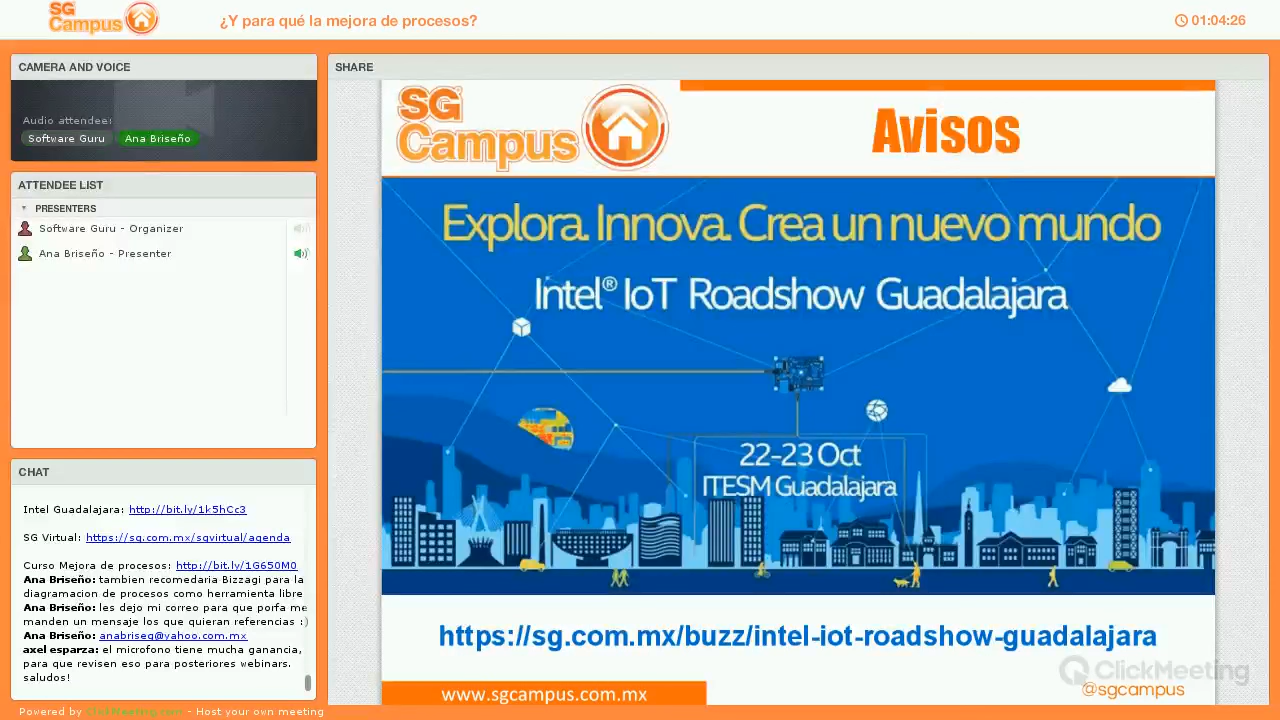 SG
Campus
¿Y para qué la mejora de procesos?
01:04:26
CAMERA AND VOICE
Audio attendees:
Software Guru
Ana Briseño
ATTENDEE LIST
PRESENTERS
Software Guru - Organizer
Ana Briseño - Presenter
CHAT
Intel Guadalajara: http://bit.ly/1k5hCc3
SG Virtual: https://sg.com.mx/sgvirtual/agenda
Curso Mejora de procesos: http://bit.ly/1G650M0
Ana Briseño: tambien recomedaria Bizzagi para la
diagramacion de procesos como herramienta libre
Ana Briseño: les dejo mi correo para que porfa me
manden un mensaje los que quieran referencias :)
Ana Briseño: anabriseg@yahoo.com.mx
axel esparza: el microfono tiene mucha ganancia,
para que revisen eso para posteriores webinars.
saludos!
Powered by ClickMeeting.com - Host your own meeting
SHARE
SG
Campus
Avisos
Explora. Innova. Crea un nuevo mundo
Intel® IoT Roadshow Guadalajara
22-23 Oct
ITESM Guadalajara
https://sg.com.mx/buzz/intel-iot-roadshow-guadalajara
ClickMeeting
www.sgcampus.com.mx
@sgcampus